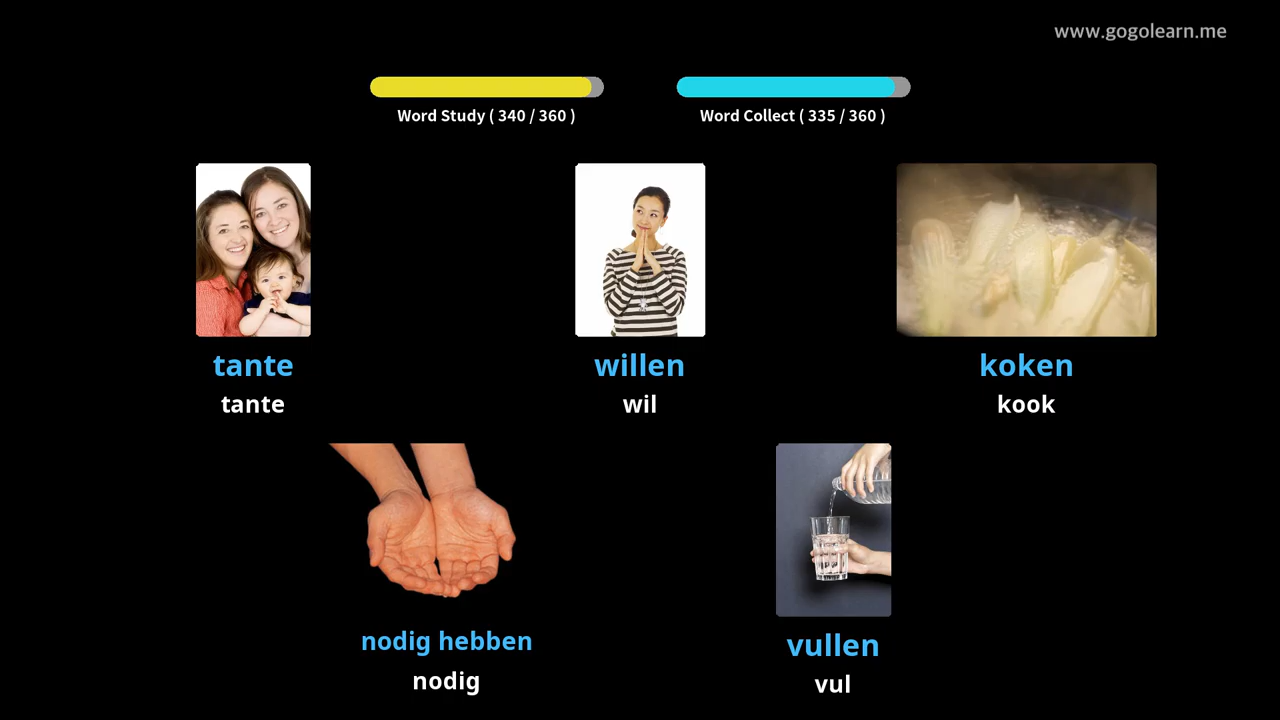 www.gogolearn.me
Word Study ( 340 / 360 )
Word Collect ( 335 / 360 )
tante
tante
willen
wil
koken
kook
nodig hebben
nodig
vullen
vul